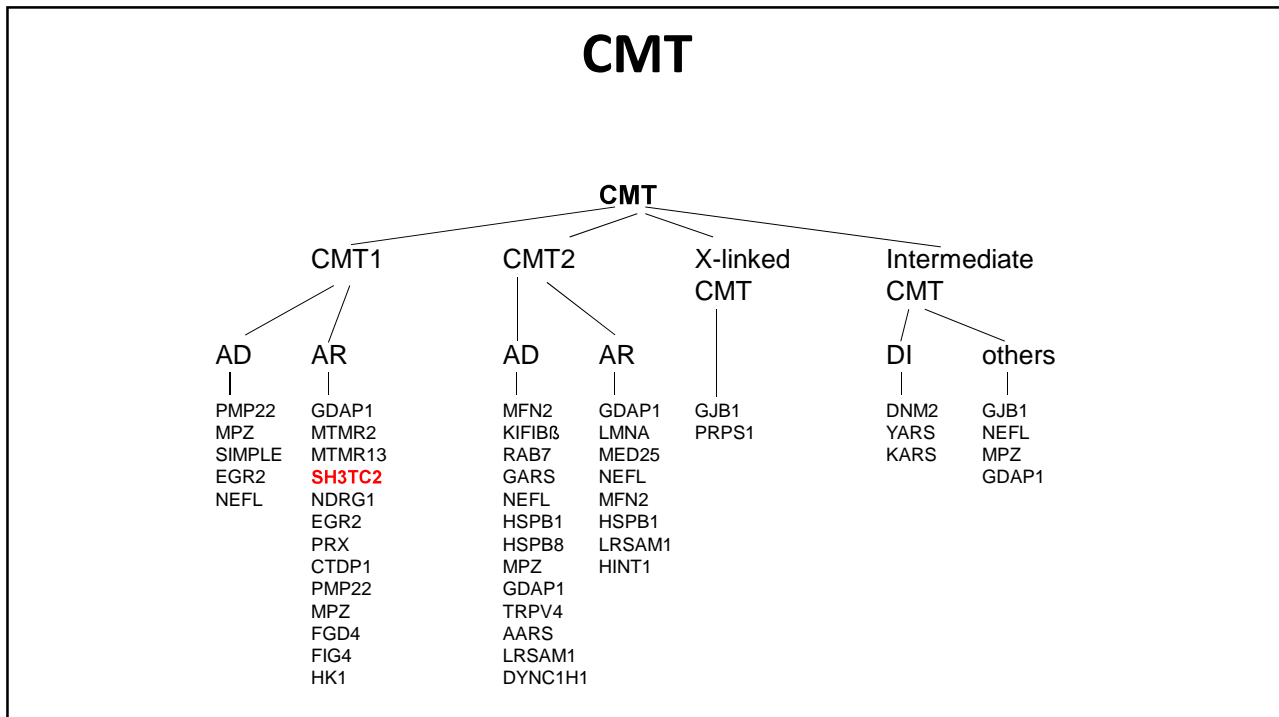 CMT
CMT
CMT1
CMT2
X-linked
CMT
Intermediate
CMT
AD
AR
AD
AR
DI
others
PMP22
MPZ
SIMPLE
EGR2
NEFL
GDAP1
MTMR2
MTMR13
SH3TC2
NDRG1
EGR2
PRX
CTDP1
PMP22
MPZ
FGD4
FIG4
HK1
MFN2
KIFIBß
RAB7
GARS
NEFL
HSPB1
HSPB8
MPZ
GDAP1
TRPV4
AARS
LRSAM1
DYNC1H1
GDAP1
LMNA
MED25
NEFL
MFN2
HSPB1
LRSAM1
HINT1
GJB1
PRPS1
DNM2
YARS
KARS
GJB1
NEFL
MPZ
GDAP1